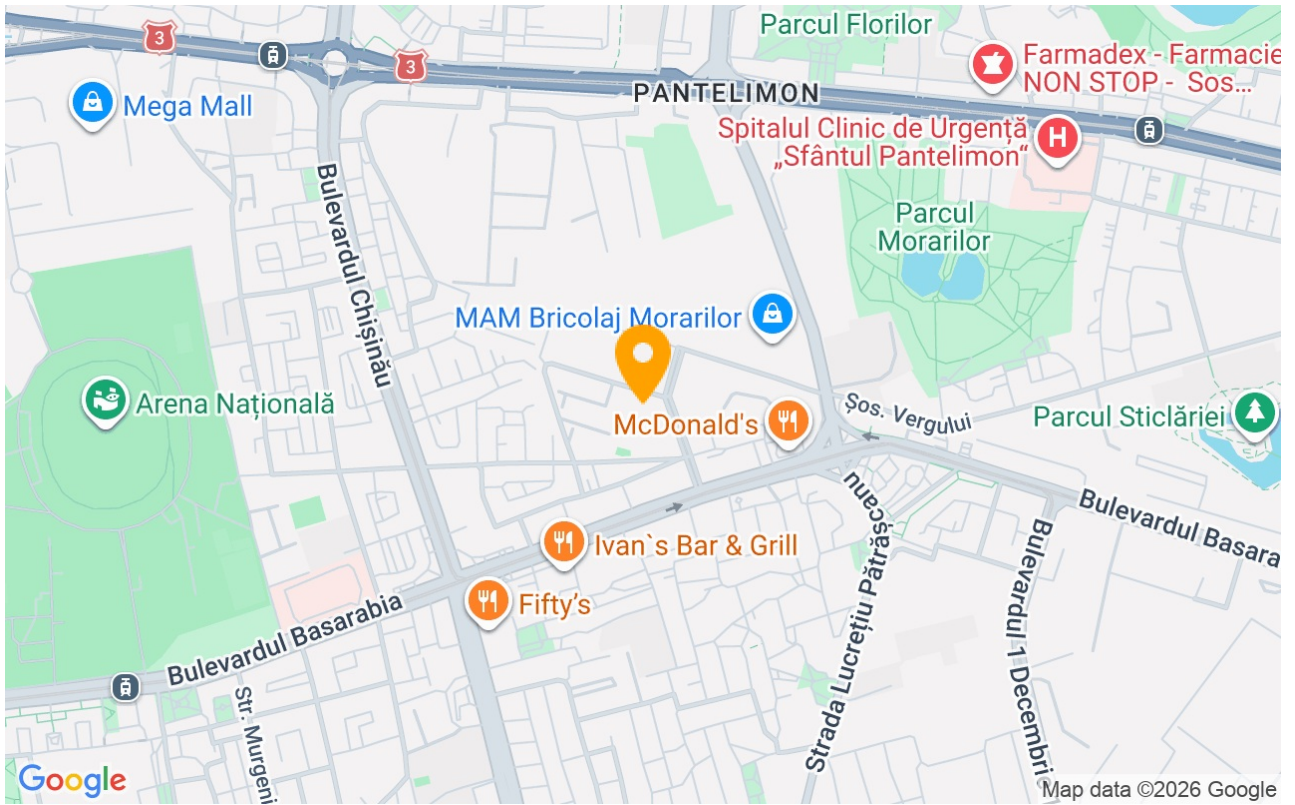 Parcul Florilor
3
3
Farmadex - Farmacie
NON STOP - Sos...
Mega Mall
PANTELIMON
Spitalul Clinic de Urgență
„Sfântul Pantelimon“
H
Bulevardul Chișinău
Parcul
Morarilor
MAM Bricolaj Morarilor
Arena Națională
McDonald's
Șos. Vergului
Parcul Sticlăriei
Bulevardul Basara
Ivan`s Bar & Grill
Strada Lucrețiu Pătrășcanu
Bulevardul 1 Decembri
Fifty’s
Bulevardul Basarabia
Str. Murgeni
Google
Map data ©2026 Google